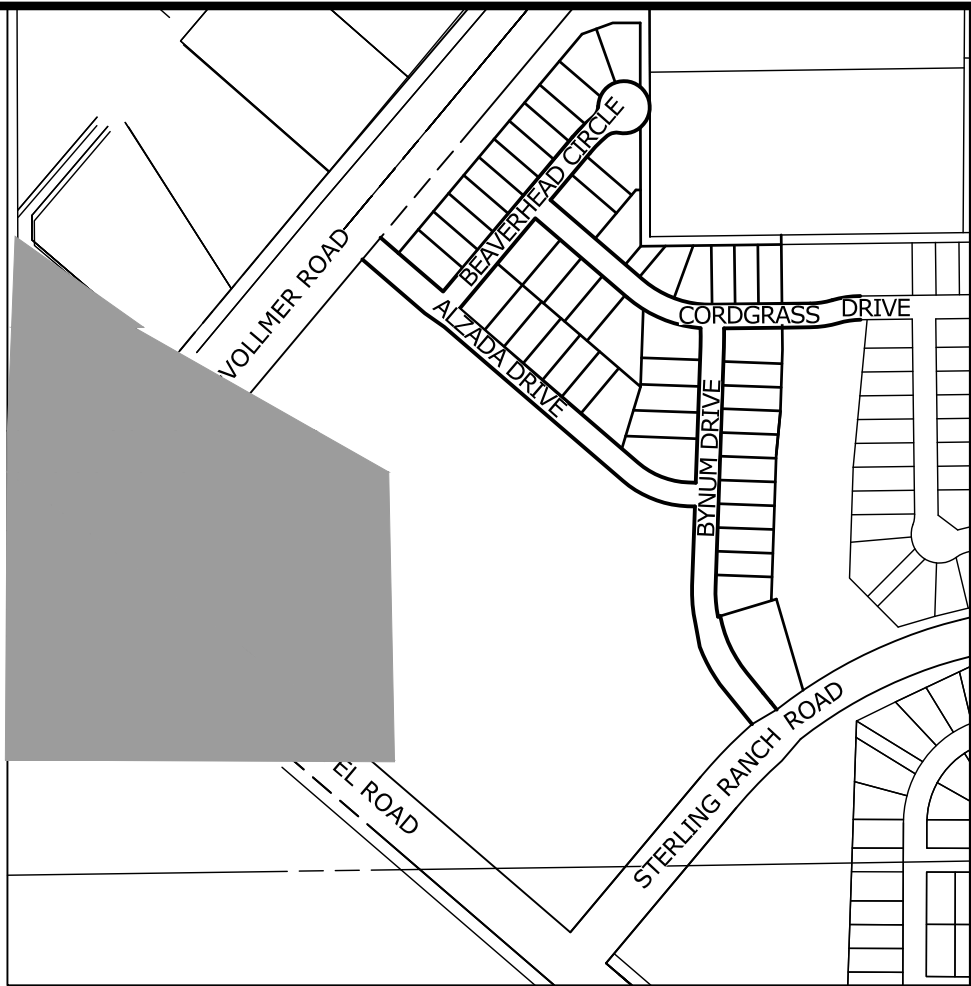 BEAVERHEAD CIRCLE
VOLLMER ROAD
ALZADA DRIVE
CORDGRASS DRIVE
BYNUM DRIVE
STERLING RANCH ROAD
EL ROAD